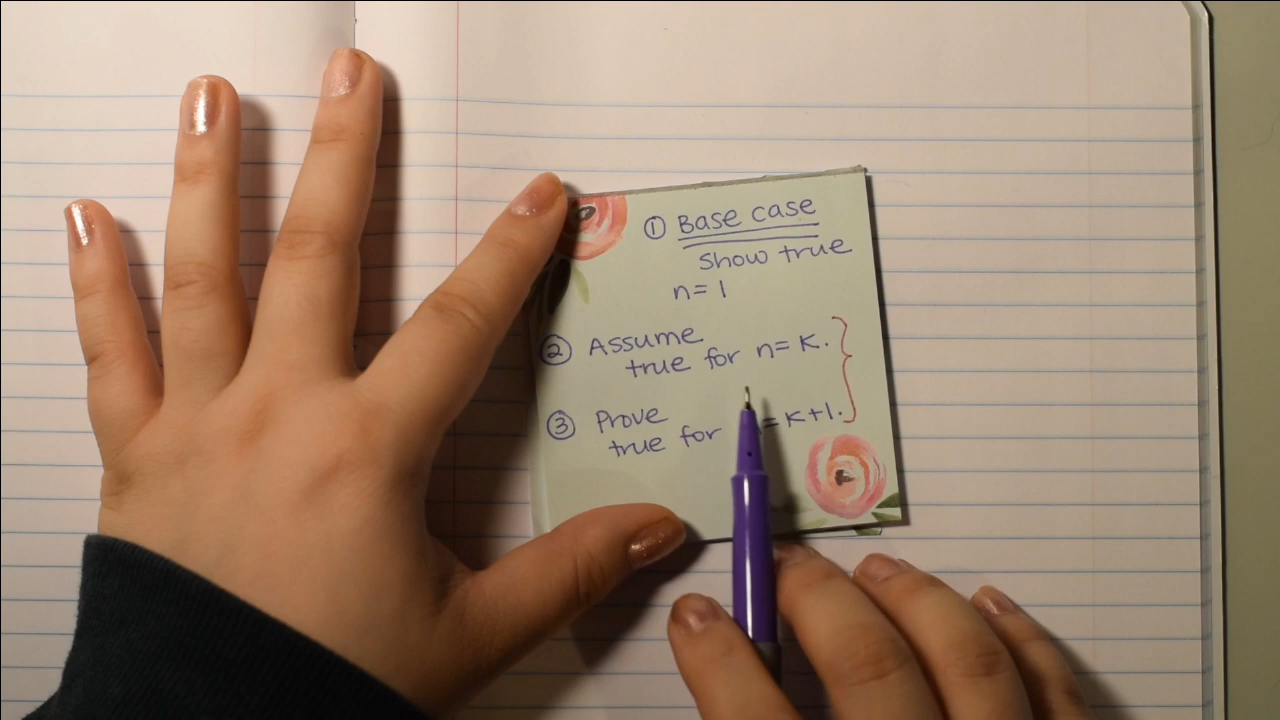 ① Base case
show true
n=1
② Assume
true for n=K.
③ Prove
true for =K+1.